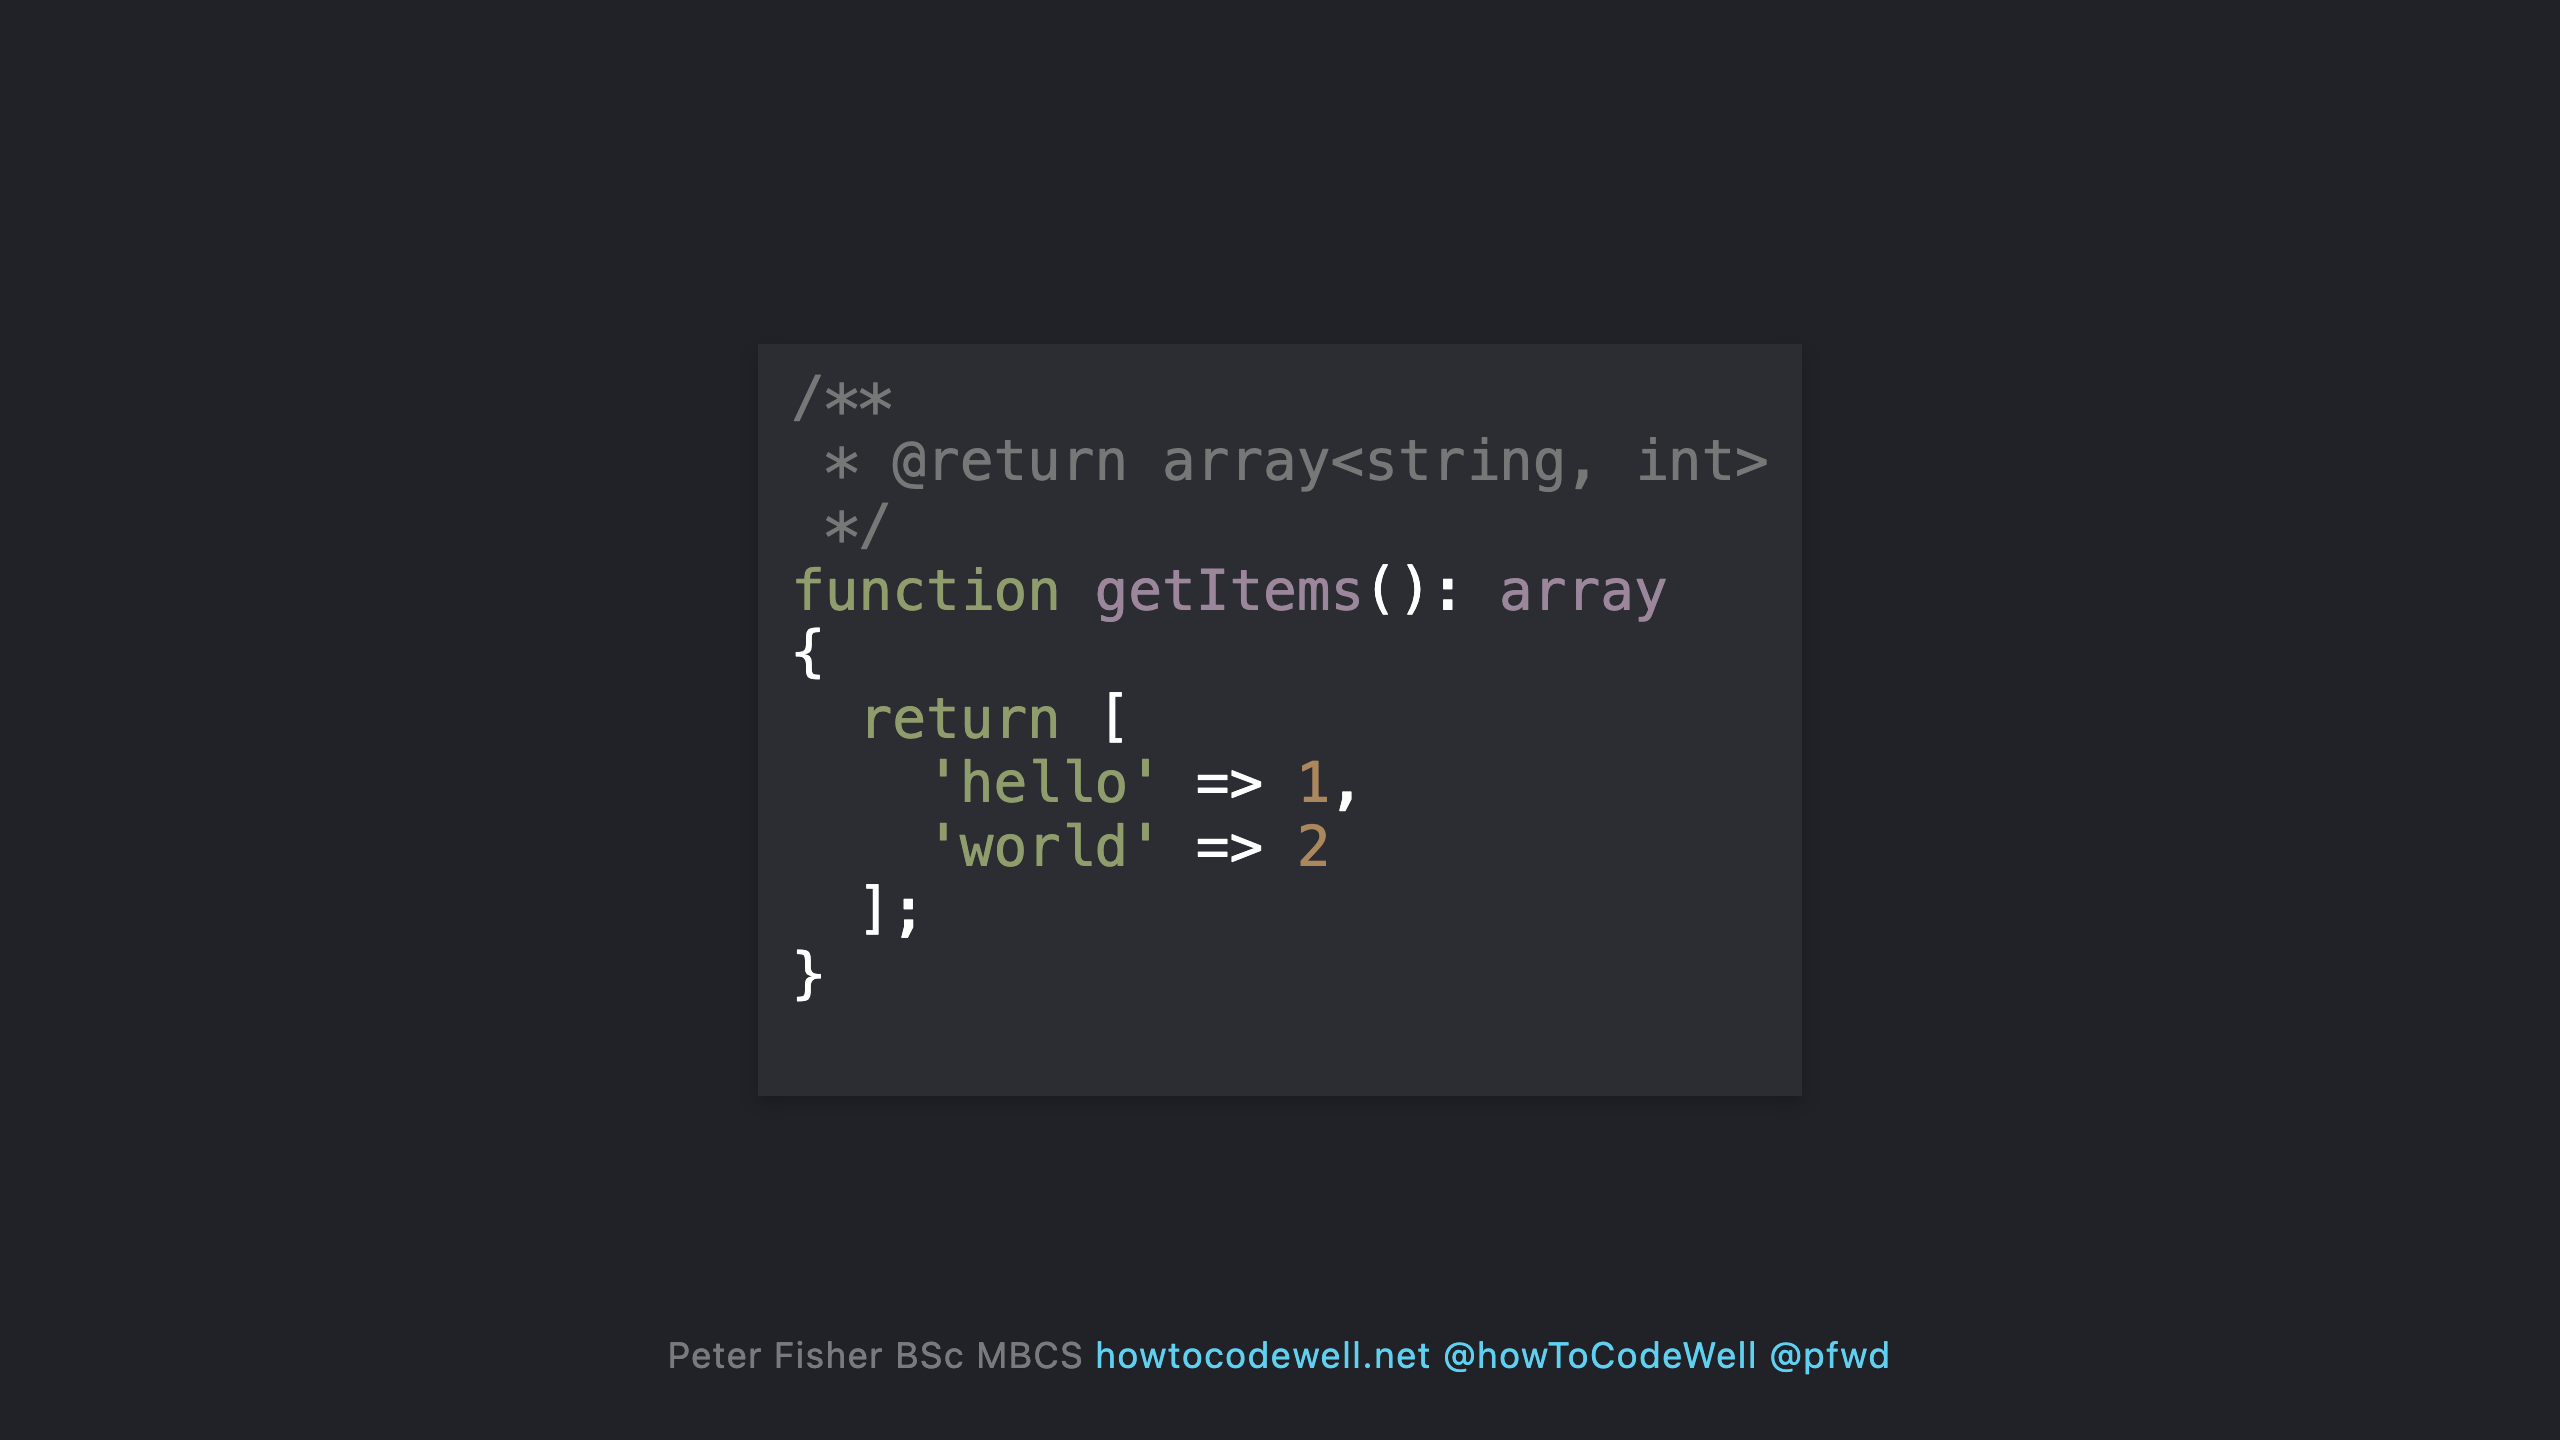 /**
 * @return array<string, int>
 */
function getItems(): array
{
  return [
    'hello' => 1,
    'world' => 2
  ];
}
Peter Fisher BSc MBCS howtocodewell.net @howToCodeWell @pfwd